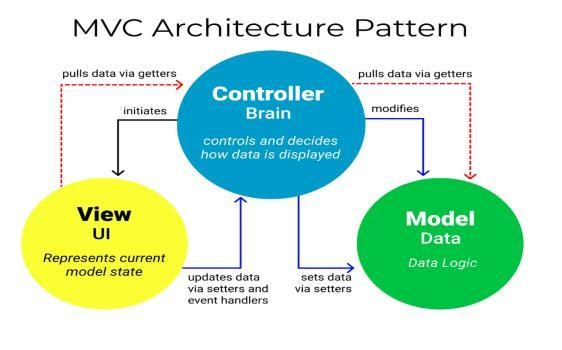 MVC Architecture Pattern
pulls data via getters
pulls data via getters
Controller
Brain
controls and decides
how data is displayed
initiates
modifies
View
UI
Represents current
model state
Model
Data
Data Logic
updates data
via setters and
event handlers
sets data
via setters